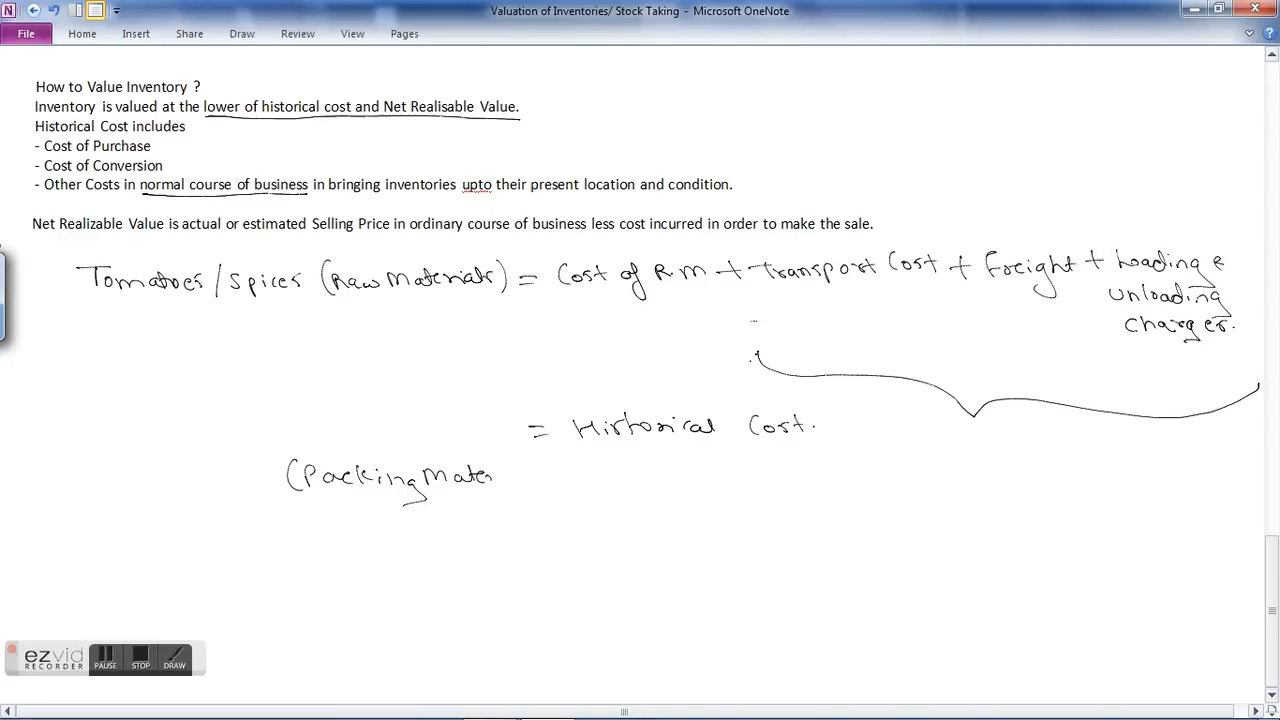 Valuation of Inventories/ Stock Taking - Microsoft OneNote
File Home Insert Share Draw Review View Pages
How to Value Inventory ?
Inventory is valued at the lower of historical cost and Net Realisable Value.
Historical Cost includes
- Cost of Purchase
- Cost of Conversion
- Other Costs in normal course of business in bringing inventories upto their present location and condition.
Net Realizable Value is actual or estimated Selling Price in ordinary course of business less cost incurred in order to make the sale.
Tomatoes/Spices (Raw Materials) = Cost of RM + Transport Cost + Freight + Loading &
unloading
charges.
= Historical Cost.
(Packing Mate
ezvid
RECORDER
PAUSE STOP DRAW